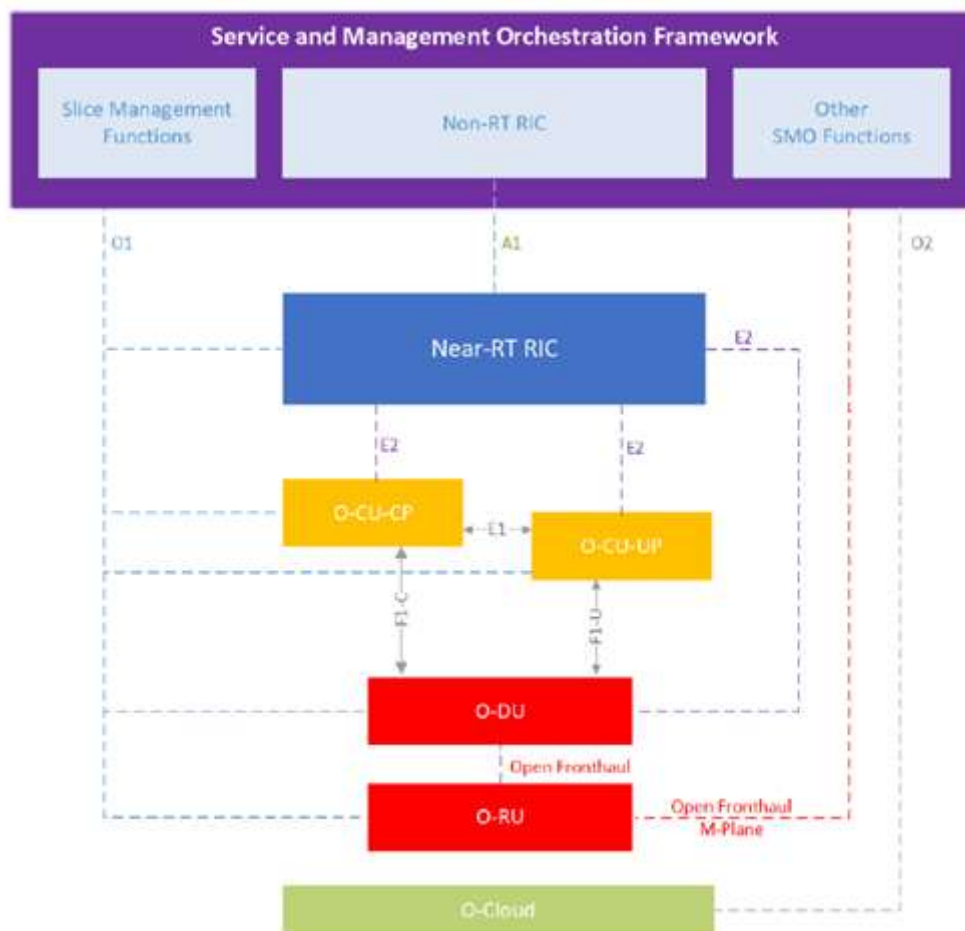 Service and Management Orchestration Framework
Slice Management
Functions
Non-RT RIC
Other
SMO Functions
O1
A1
O2
Near-RT RIC
E2
E2
E2
O-CU-CP
E1
O-CU-UP
F1-C
F1-U
O-DU
Open Fronthaul
O-RU
Open Fronthaul
M-Plane
O-Cloud